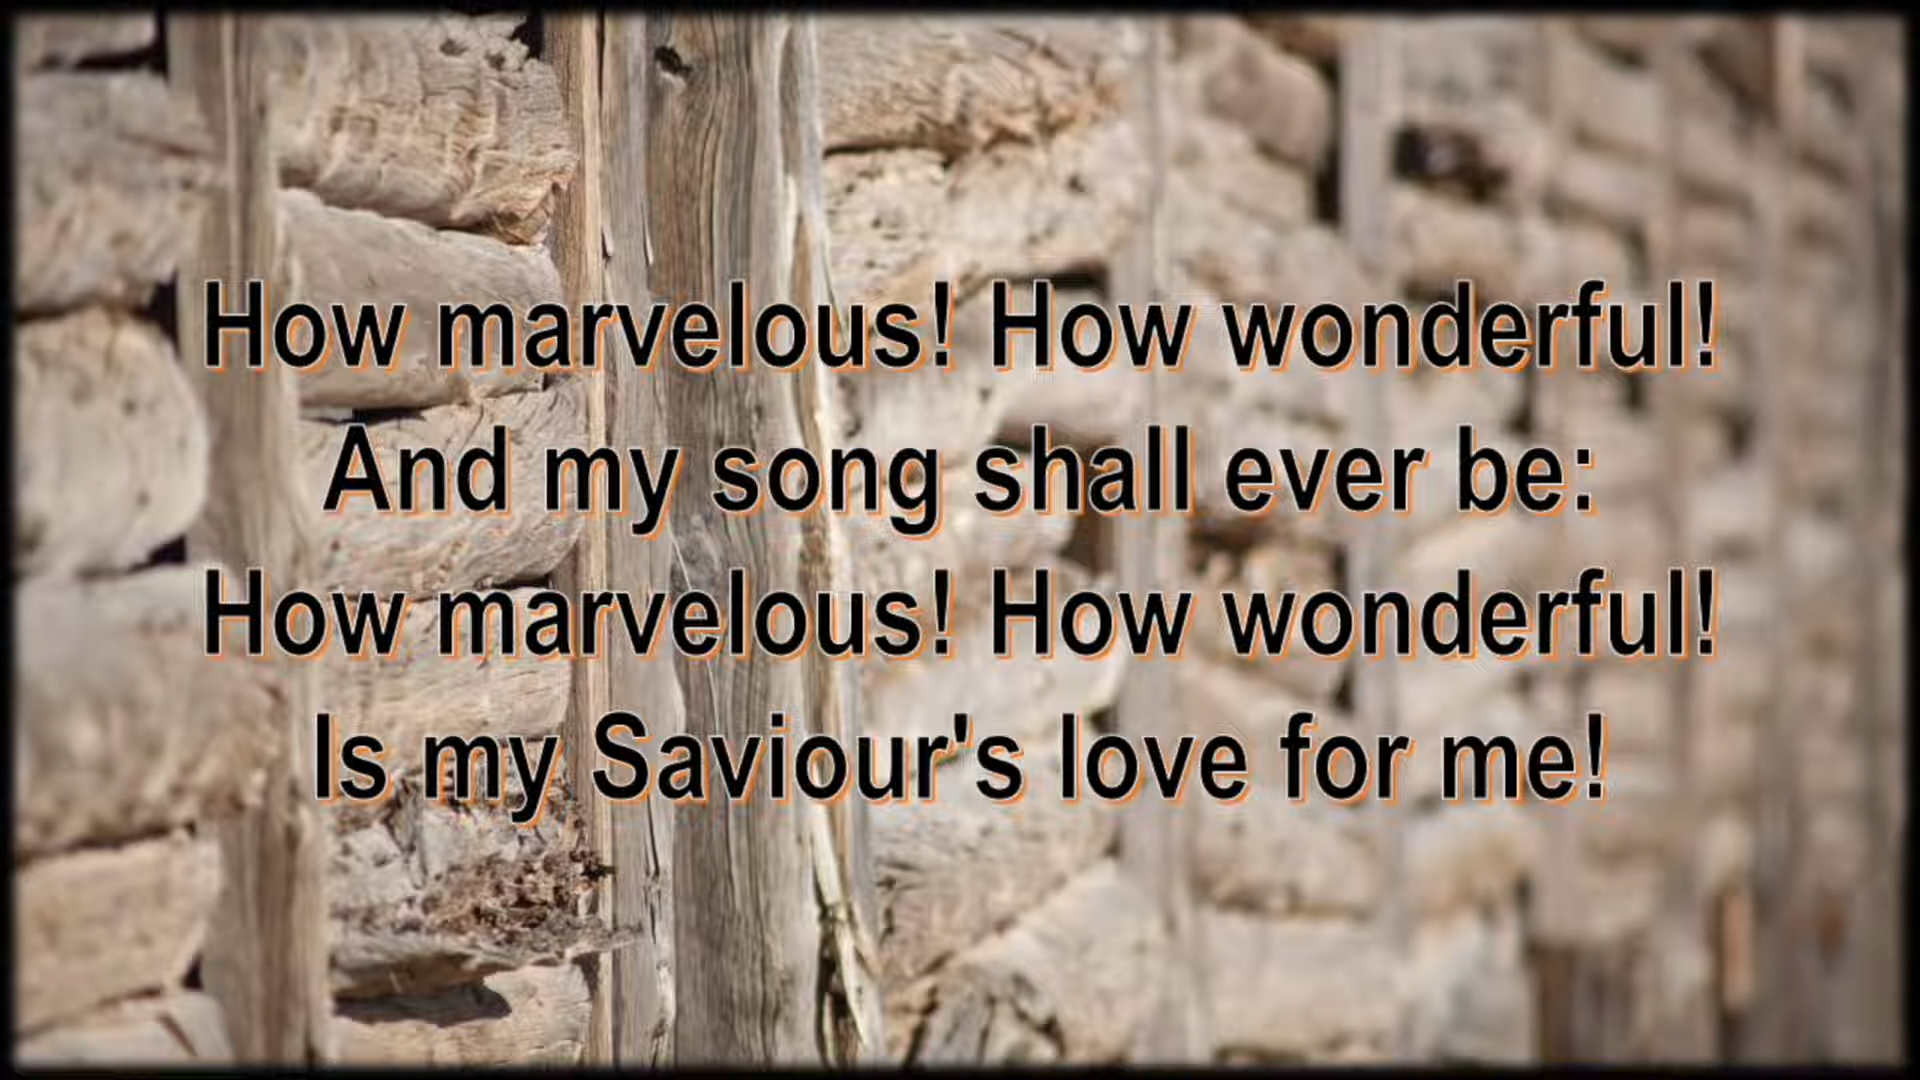 How marvelous! How wonderful!
And my song shall ever be:
How marvelous! How wonderful!
Is my Saviour's love for me!